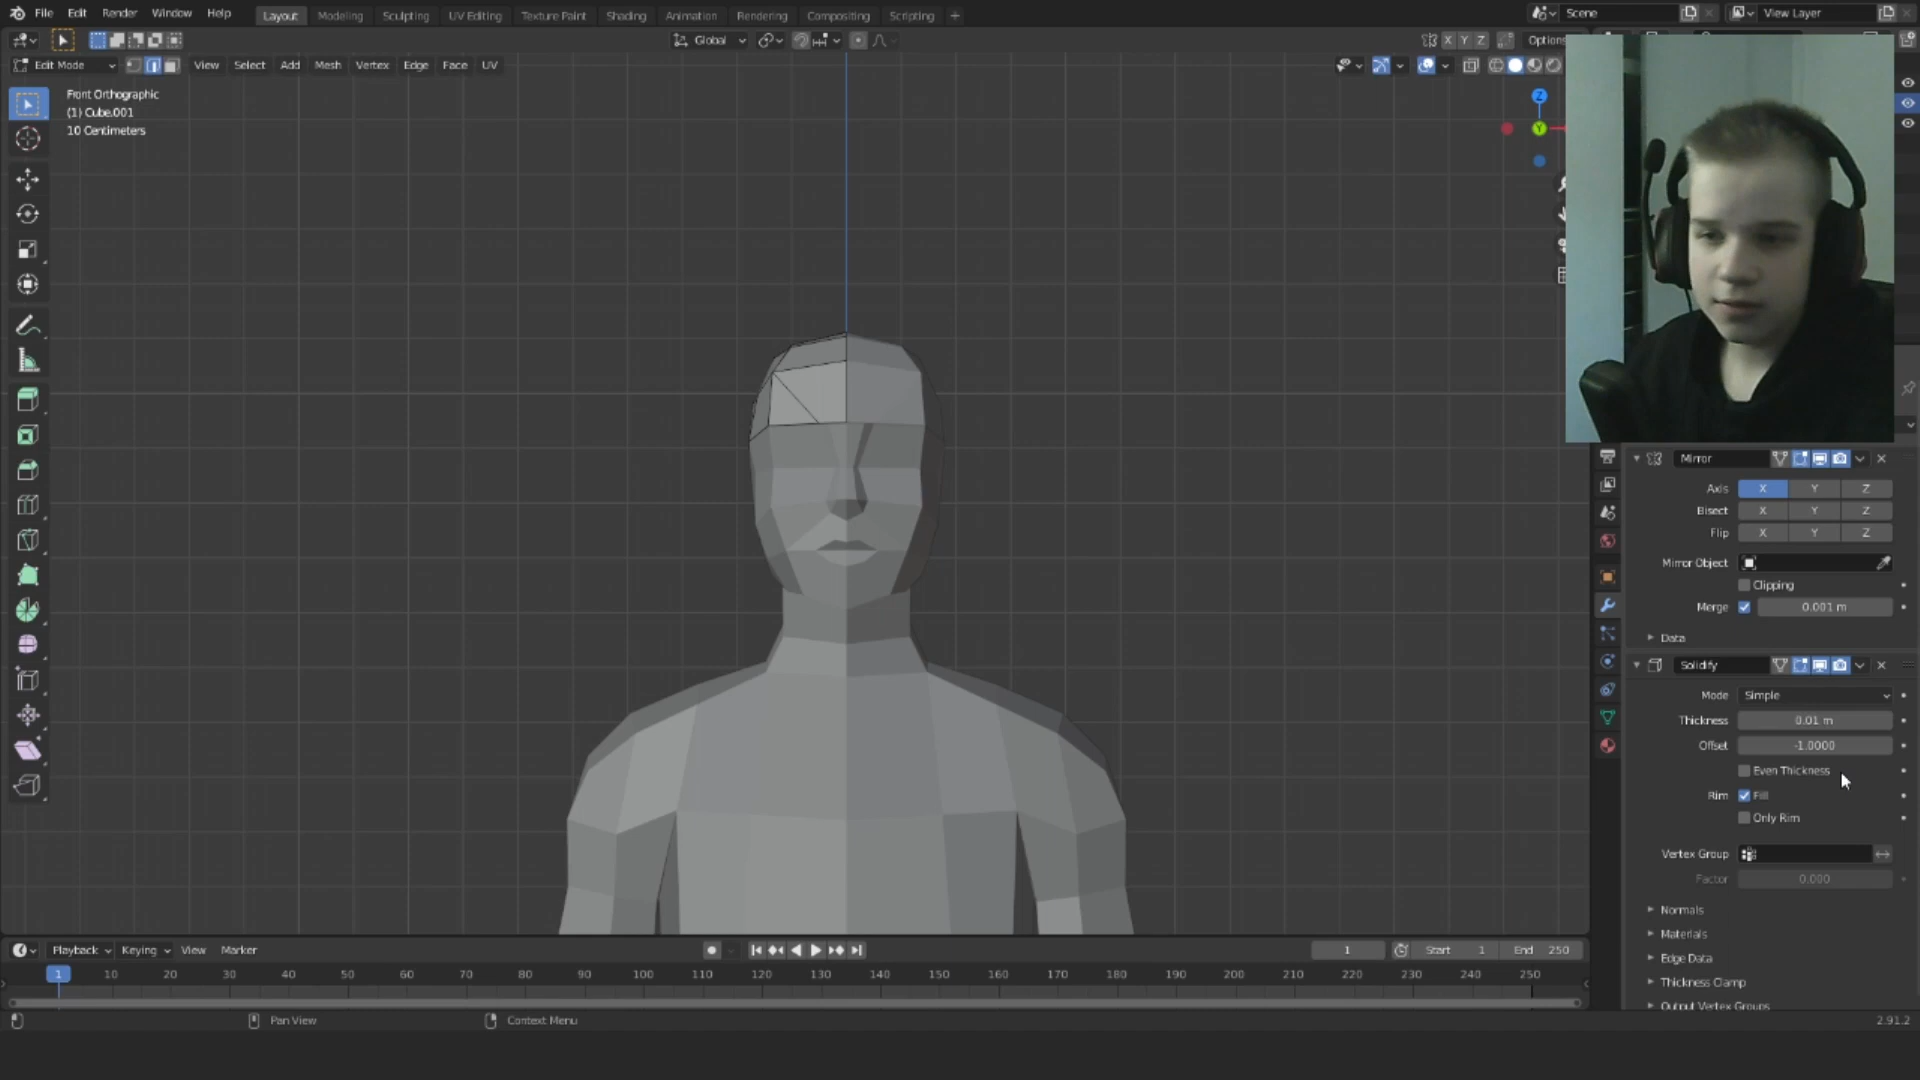 File Edit Render Window Help
Layout Modeling Sculpting UV Editing Texture Paint Shading Animation Rendering Compositing Scripting +
Scene
View Layer
Global
X Y Z
Options
Edit Mode
View Select Add Mesh Vertex Edge Face UV
Front Orthographic
(1) Cube.001
10 Centimeters
Z
Y
Mirror
Axis X Y Z
Bisect X Y Z
Flip X Y Z
Mirror Object
Clipping
Merge 0.001 m
Data
Solidify
Mode Simple
Thickness 0.01 m
Offset -1.0000
Even Thickness
Rim Fill
Only Rim
Vertex Group
Factor 0.000
Normals
Materials
Edge Data
Thickness Clamp
Output Vertex Groups
Playback Keying View Marker
1 Start 1 End 250
1 10 20 30 40 50 60 70 80 90 100 110 120 130 140 150 160 170 180 190 200 210 220 230 240 250
Pan View
Context Menu
2.91.2